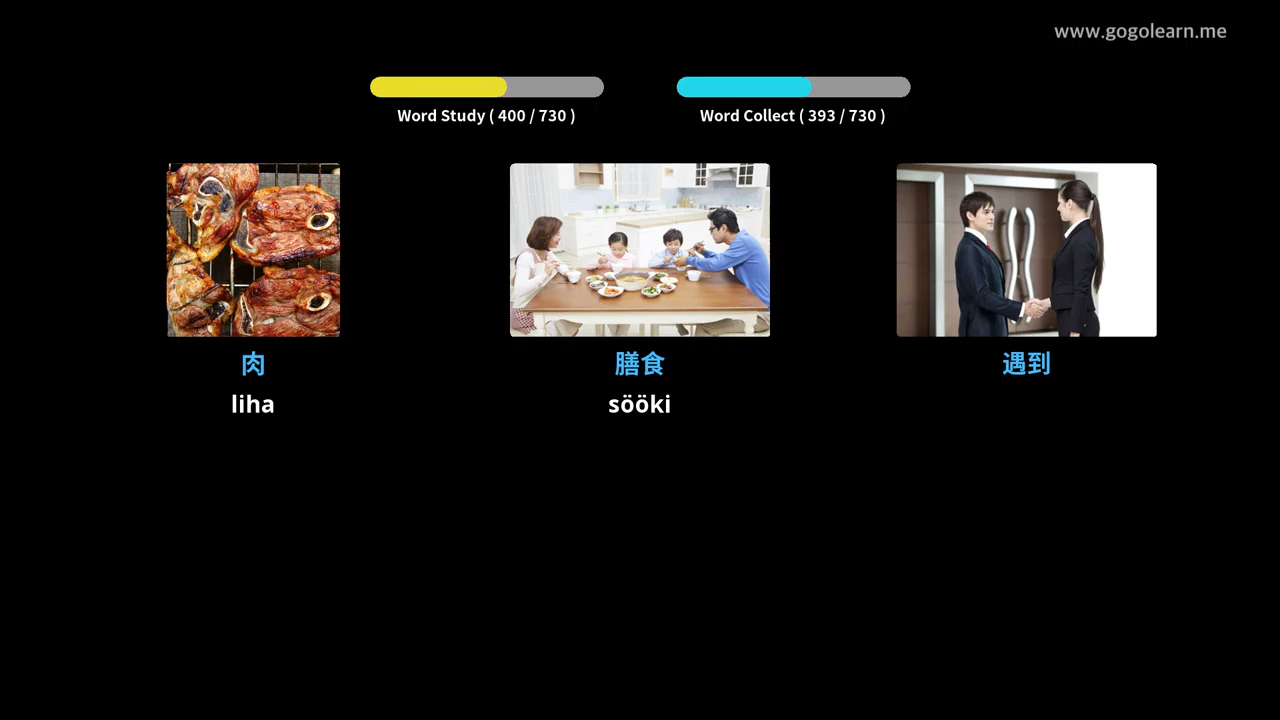 www.gogolearn.me
Word Study ( 400 / 730 )
Word Collect ( 393 / 730 )
肉
膳食
遇到
liha
sööki